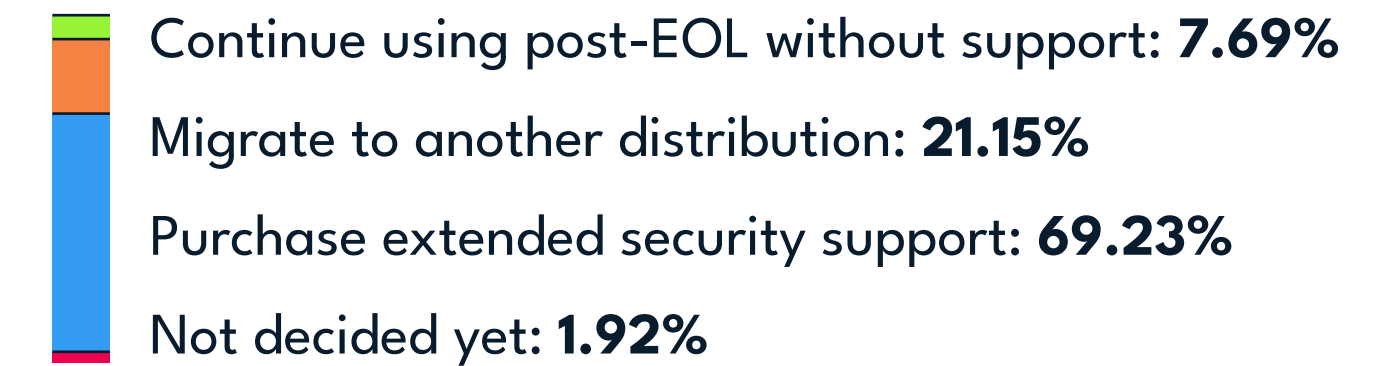 Continue using post-EOL without support: 7.69%
Migrate to another distribution: 21.15%
Purchase extended security support: 69.23%
Not decided yet: 1.92%